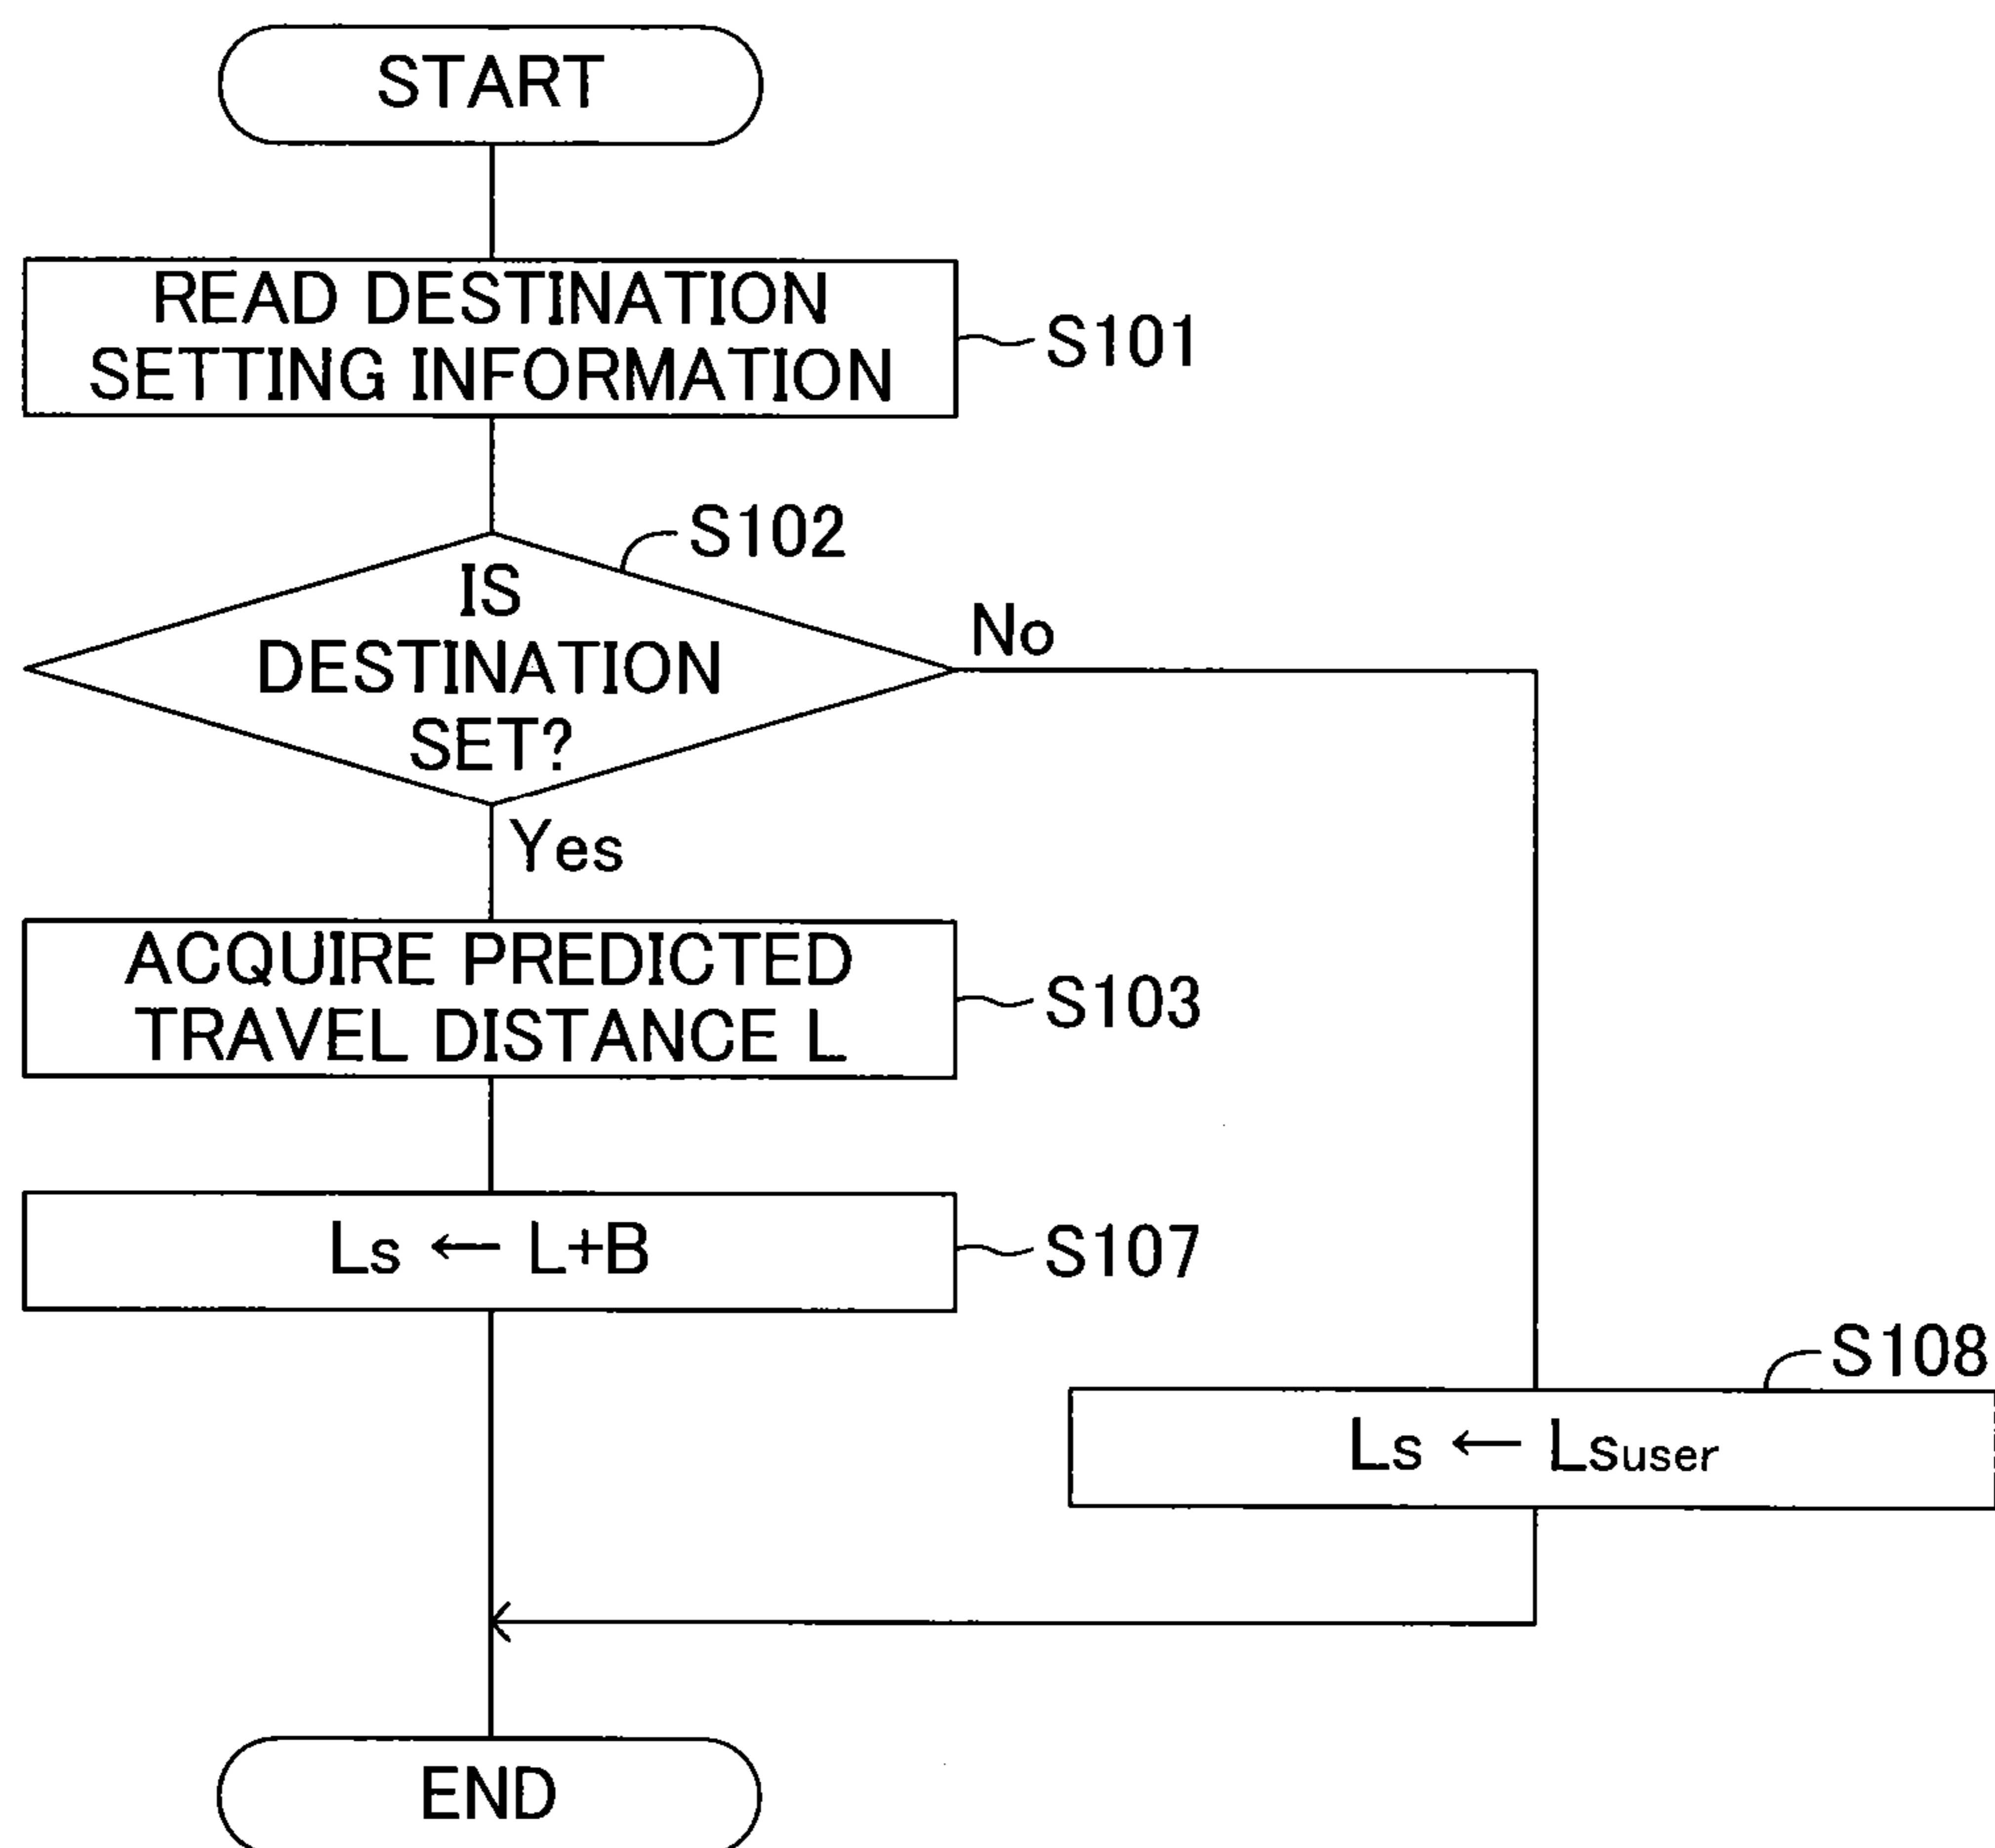 START
READ DESTINATION
SETTING INFORMATION
S101
S102
IS
DESTINATION
SET?
No
Yes
ACQUIRE PREDICTED
TRAVEL DISTANCE L
S103
Ls ← L+B
S107
S108
Ls ← Lsuser
END